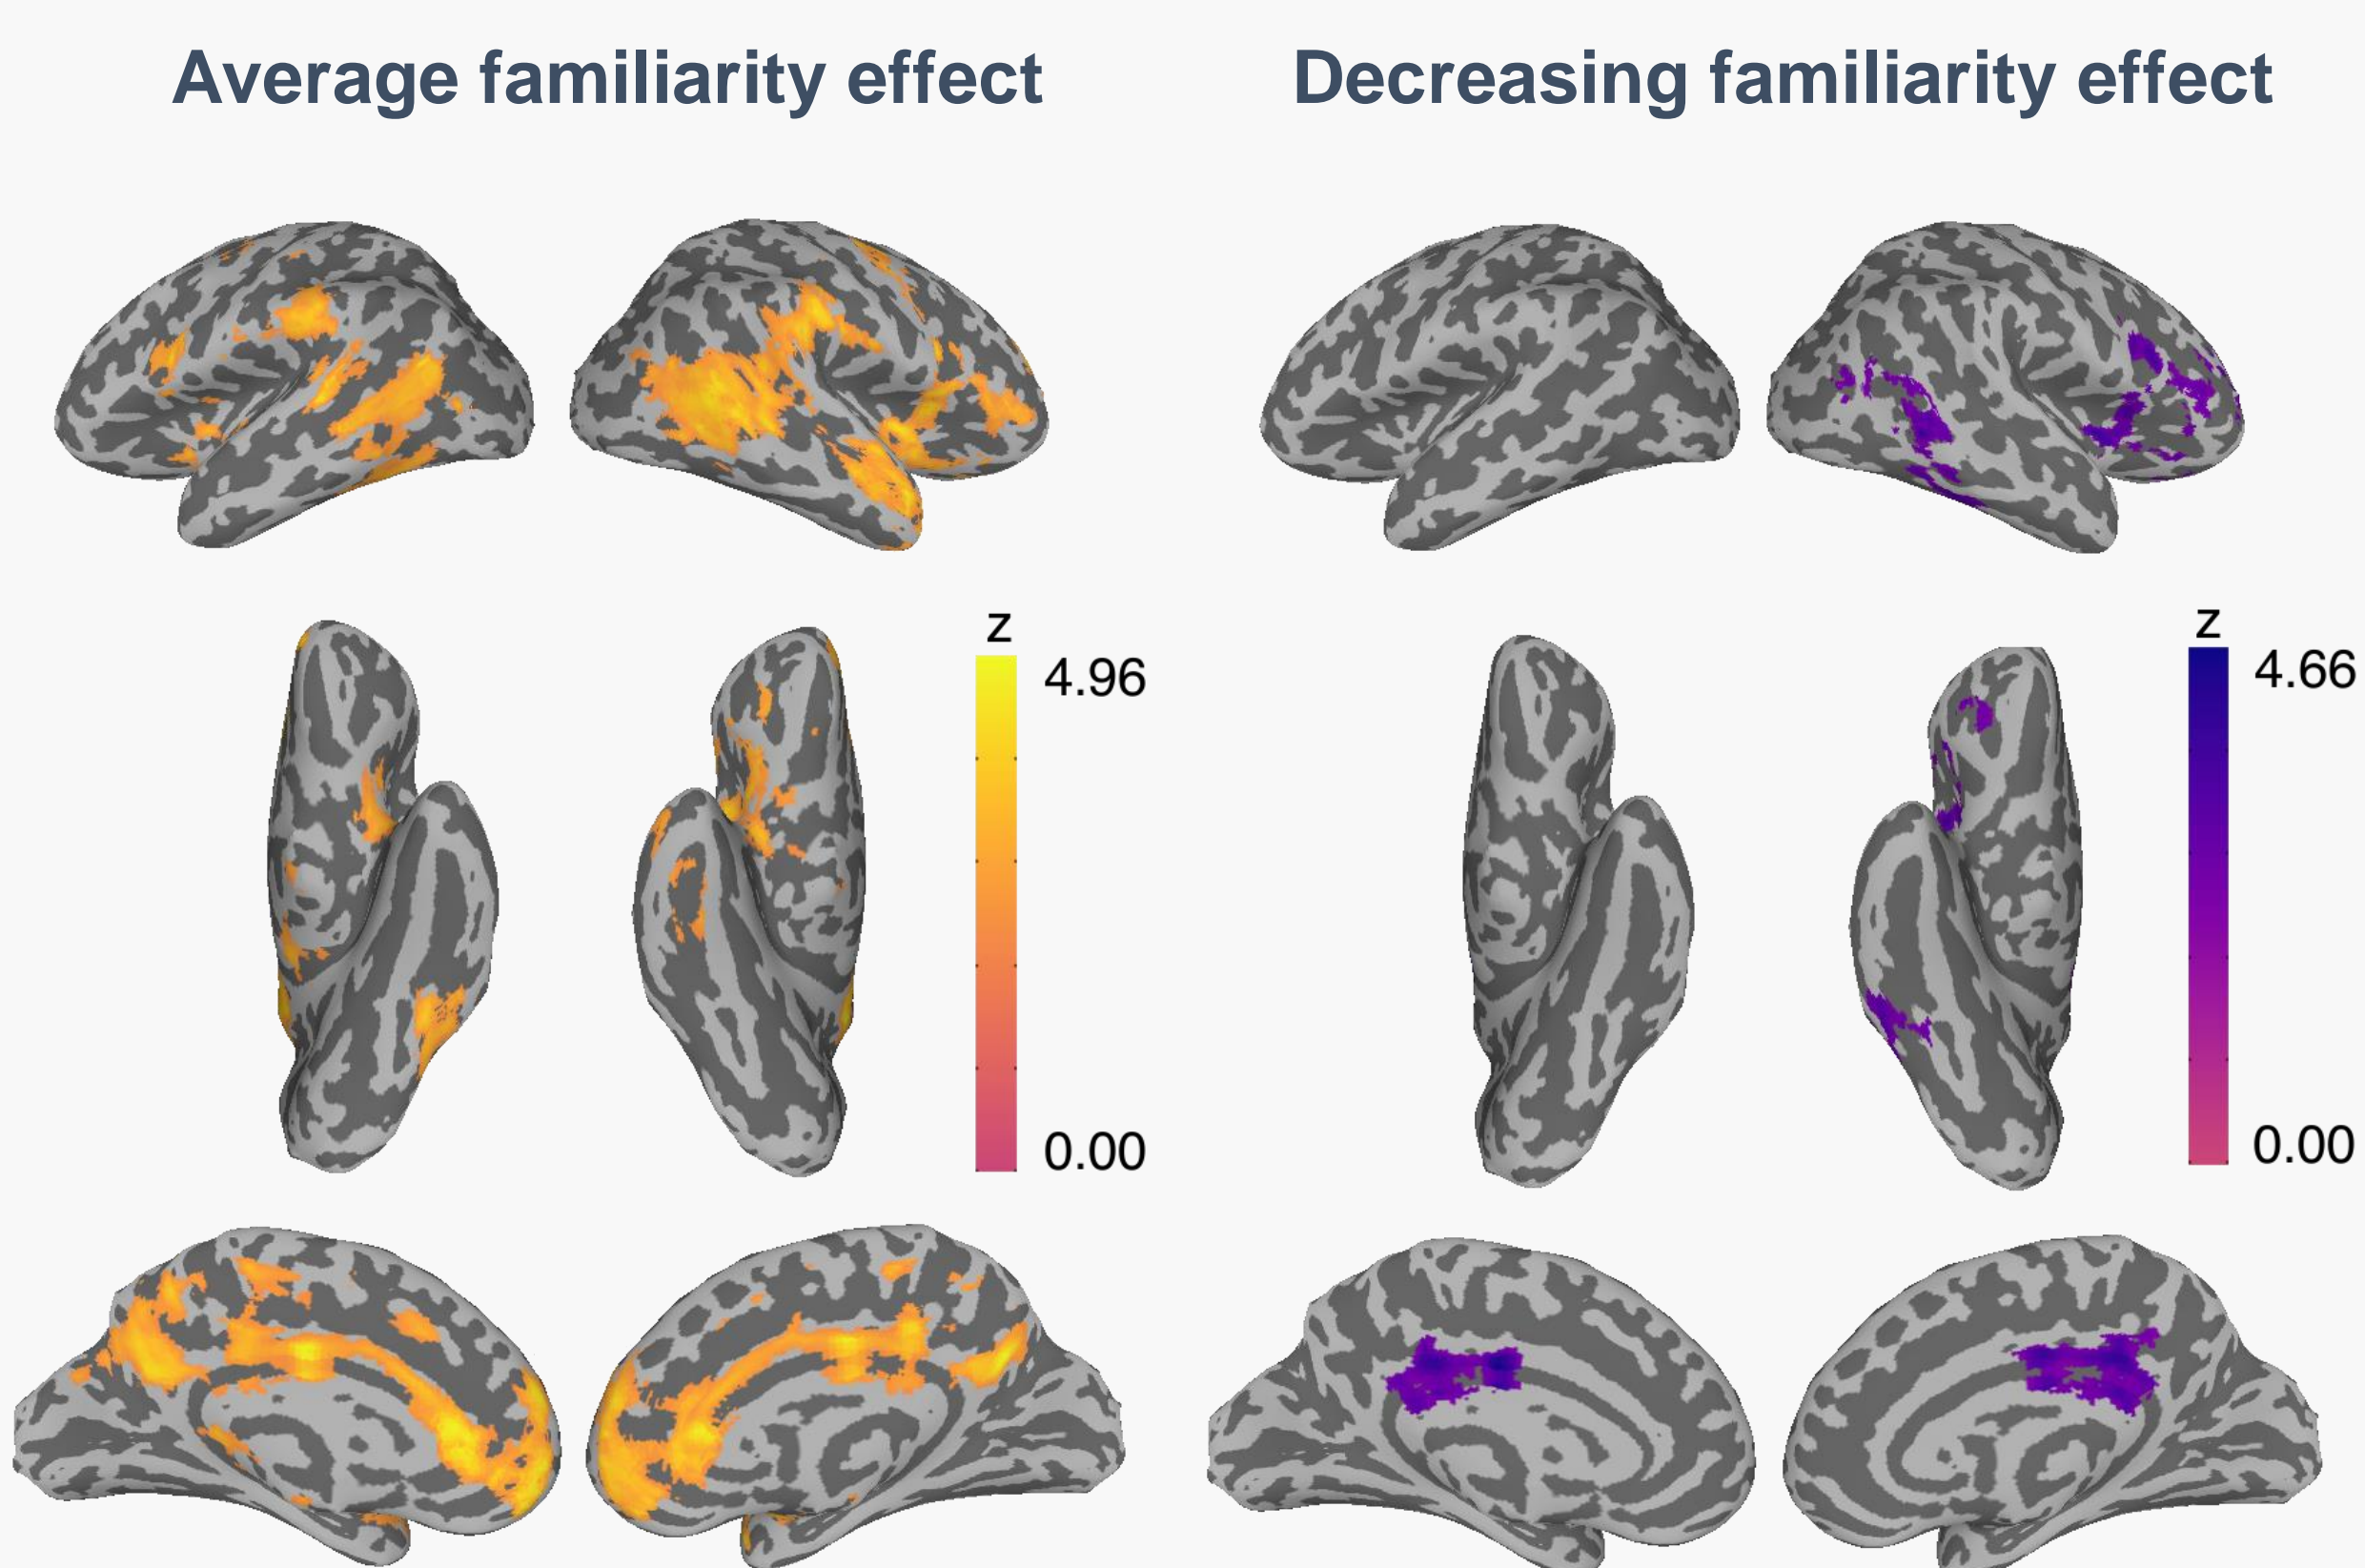 Average familiarity effect
Decreasing familiarity effect
z
4.96
0.00
z
4.66
0.00